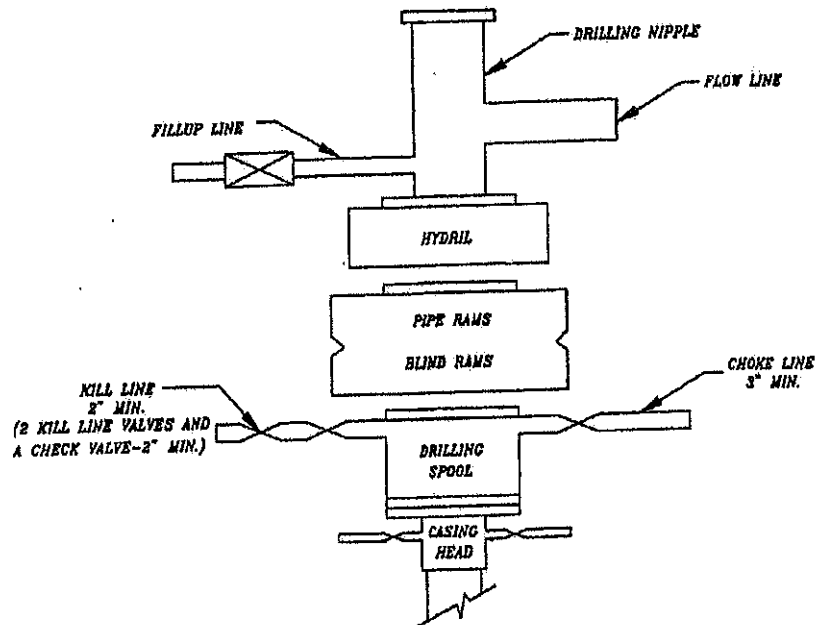 DRILLING NIPPLE
FLOW LINE
FILLUP LINE
HYDRIL
PIPE RAMS
BLIND RAMS
CHOKE LINE
3" MIN.
KILL LINE
2" MIN.
(2 KILL LINE VALVES AND
A CHECK VALVE-2" MIN.)
DRILLING
SPOOL
CASING
HEAD